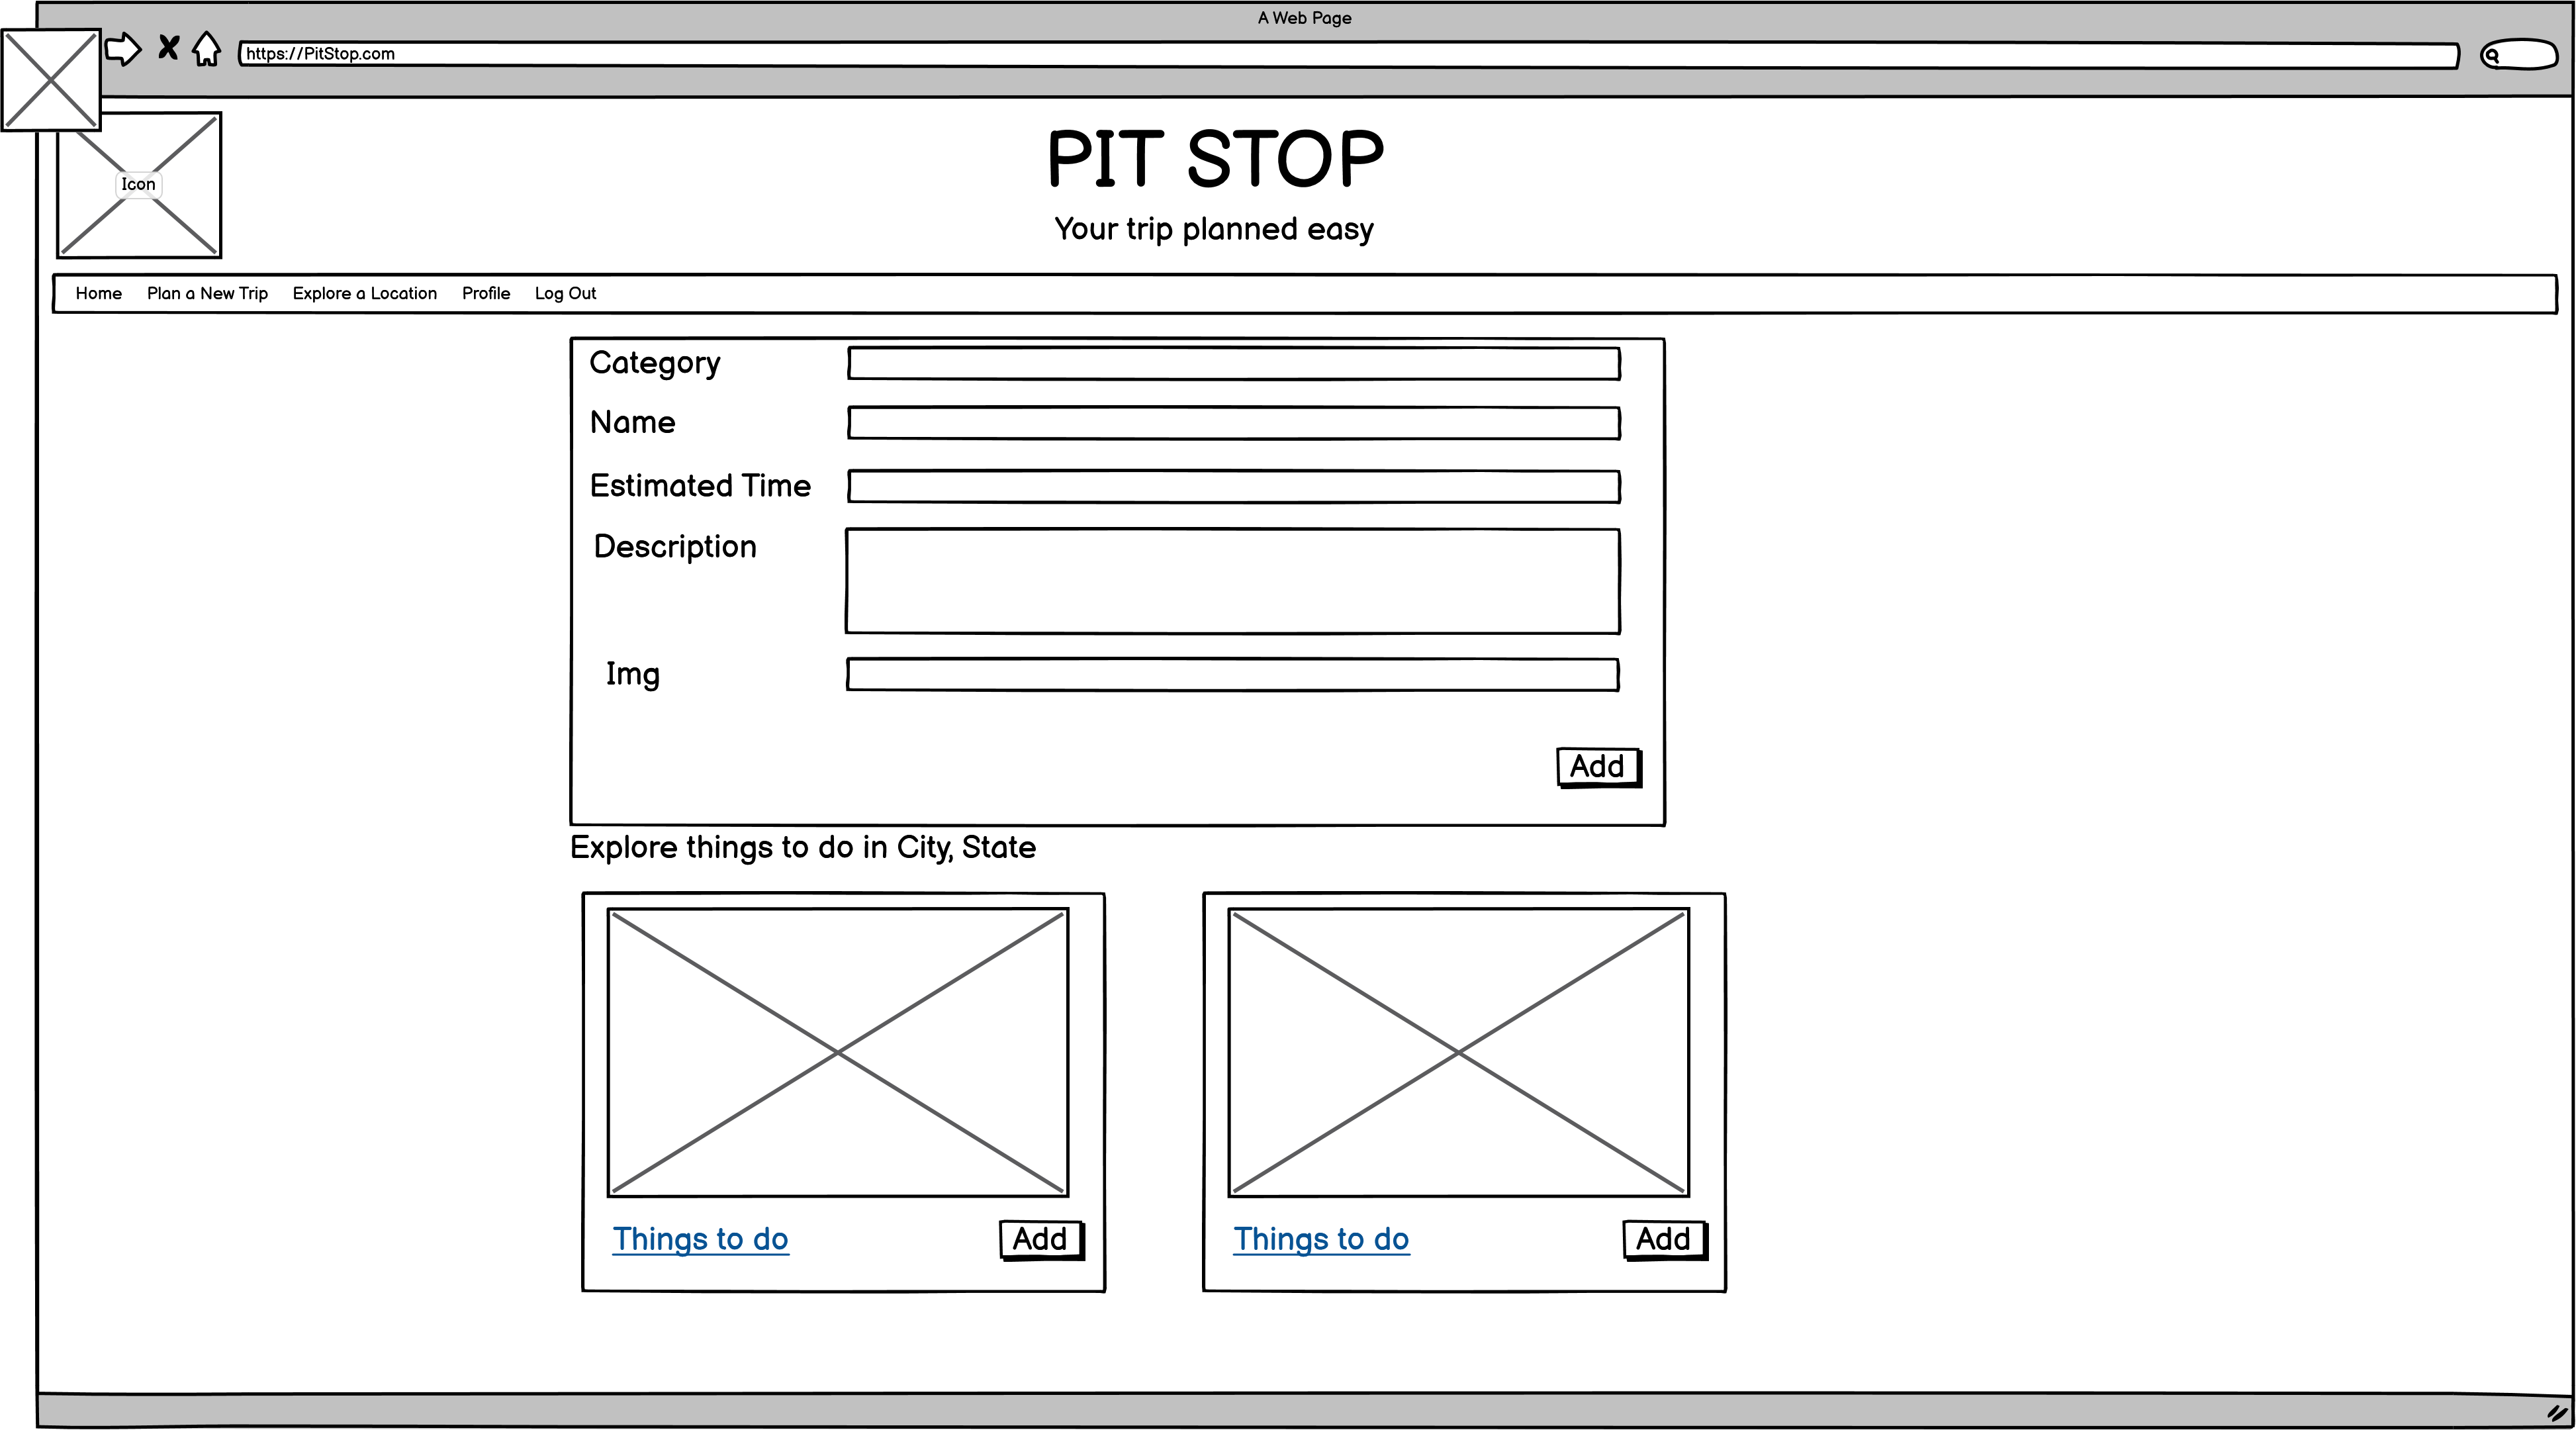 A Web Page
https://PitStop.com
Icon
PIT STOP
Your trip planned easy
Home Plan a New Trip Explore a Location Profile Log Out
Category
Name
Estimated Time
Description
Img
Add
Explore things to do in City, State
Things to do Add
Things to do Add